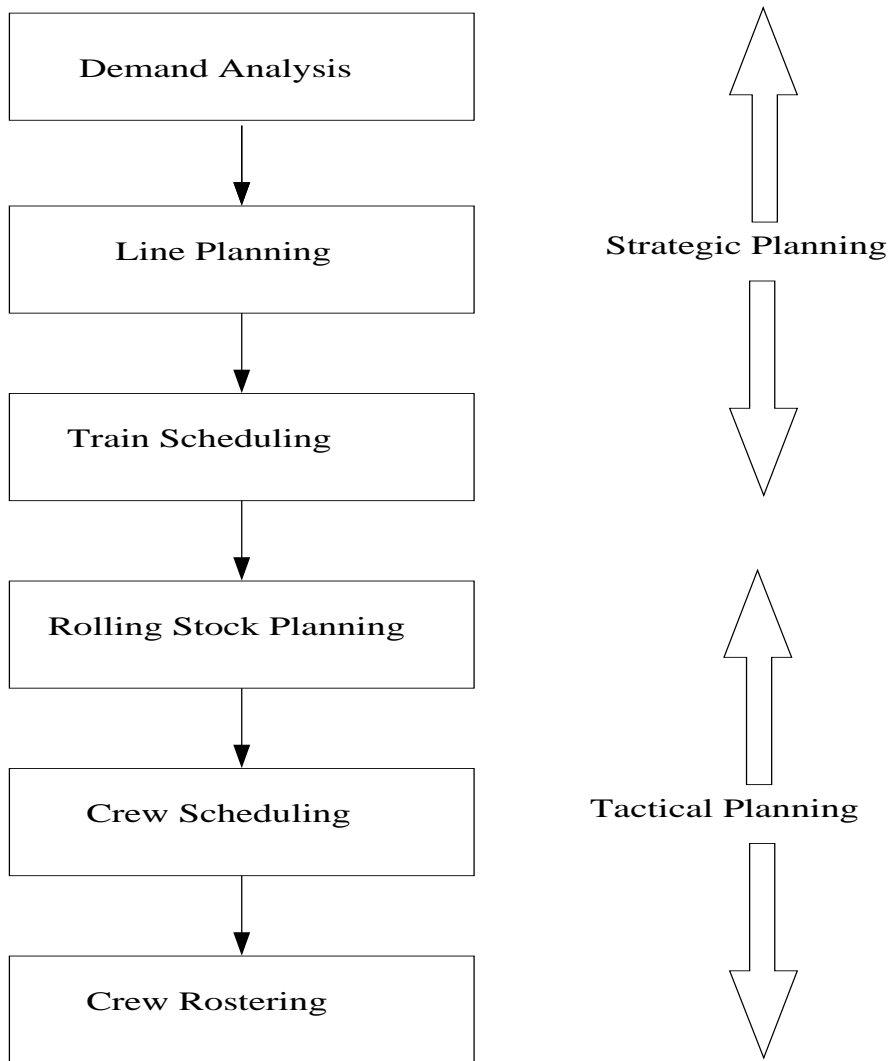 Demand Analysis
Line Planning
Strategic Planning
Train Scheduling
Rolling Stock Planning
Crew Scheduling
Tactical Planning
Crew Rostering